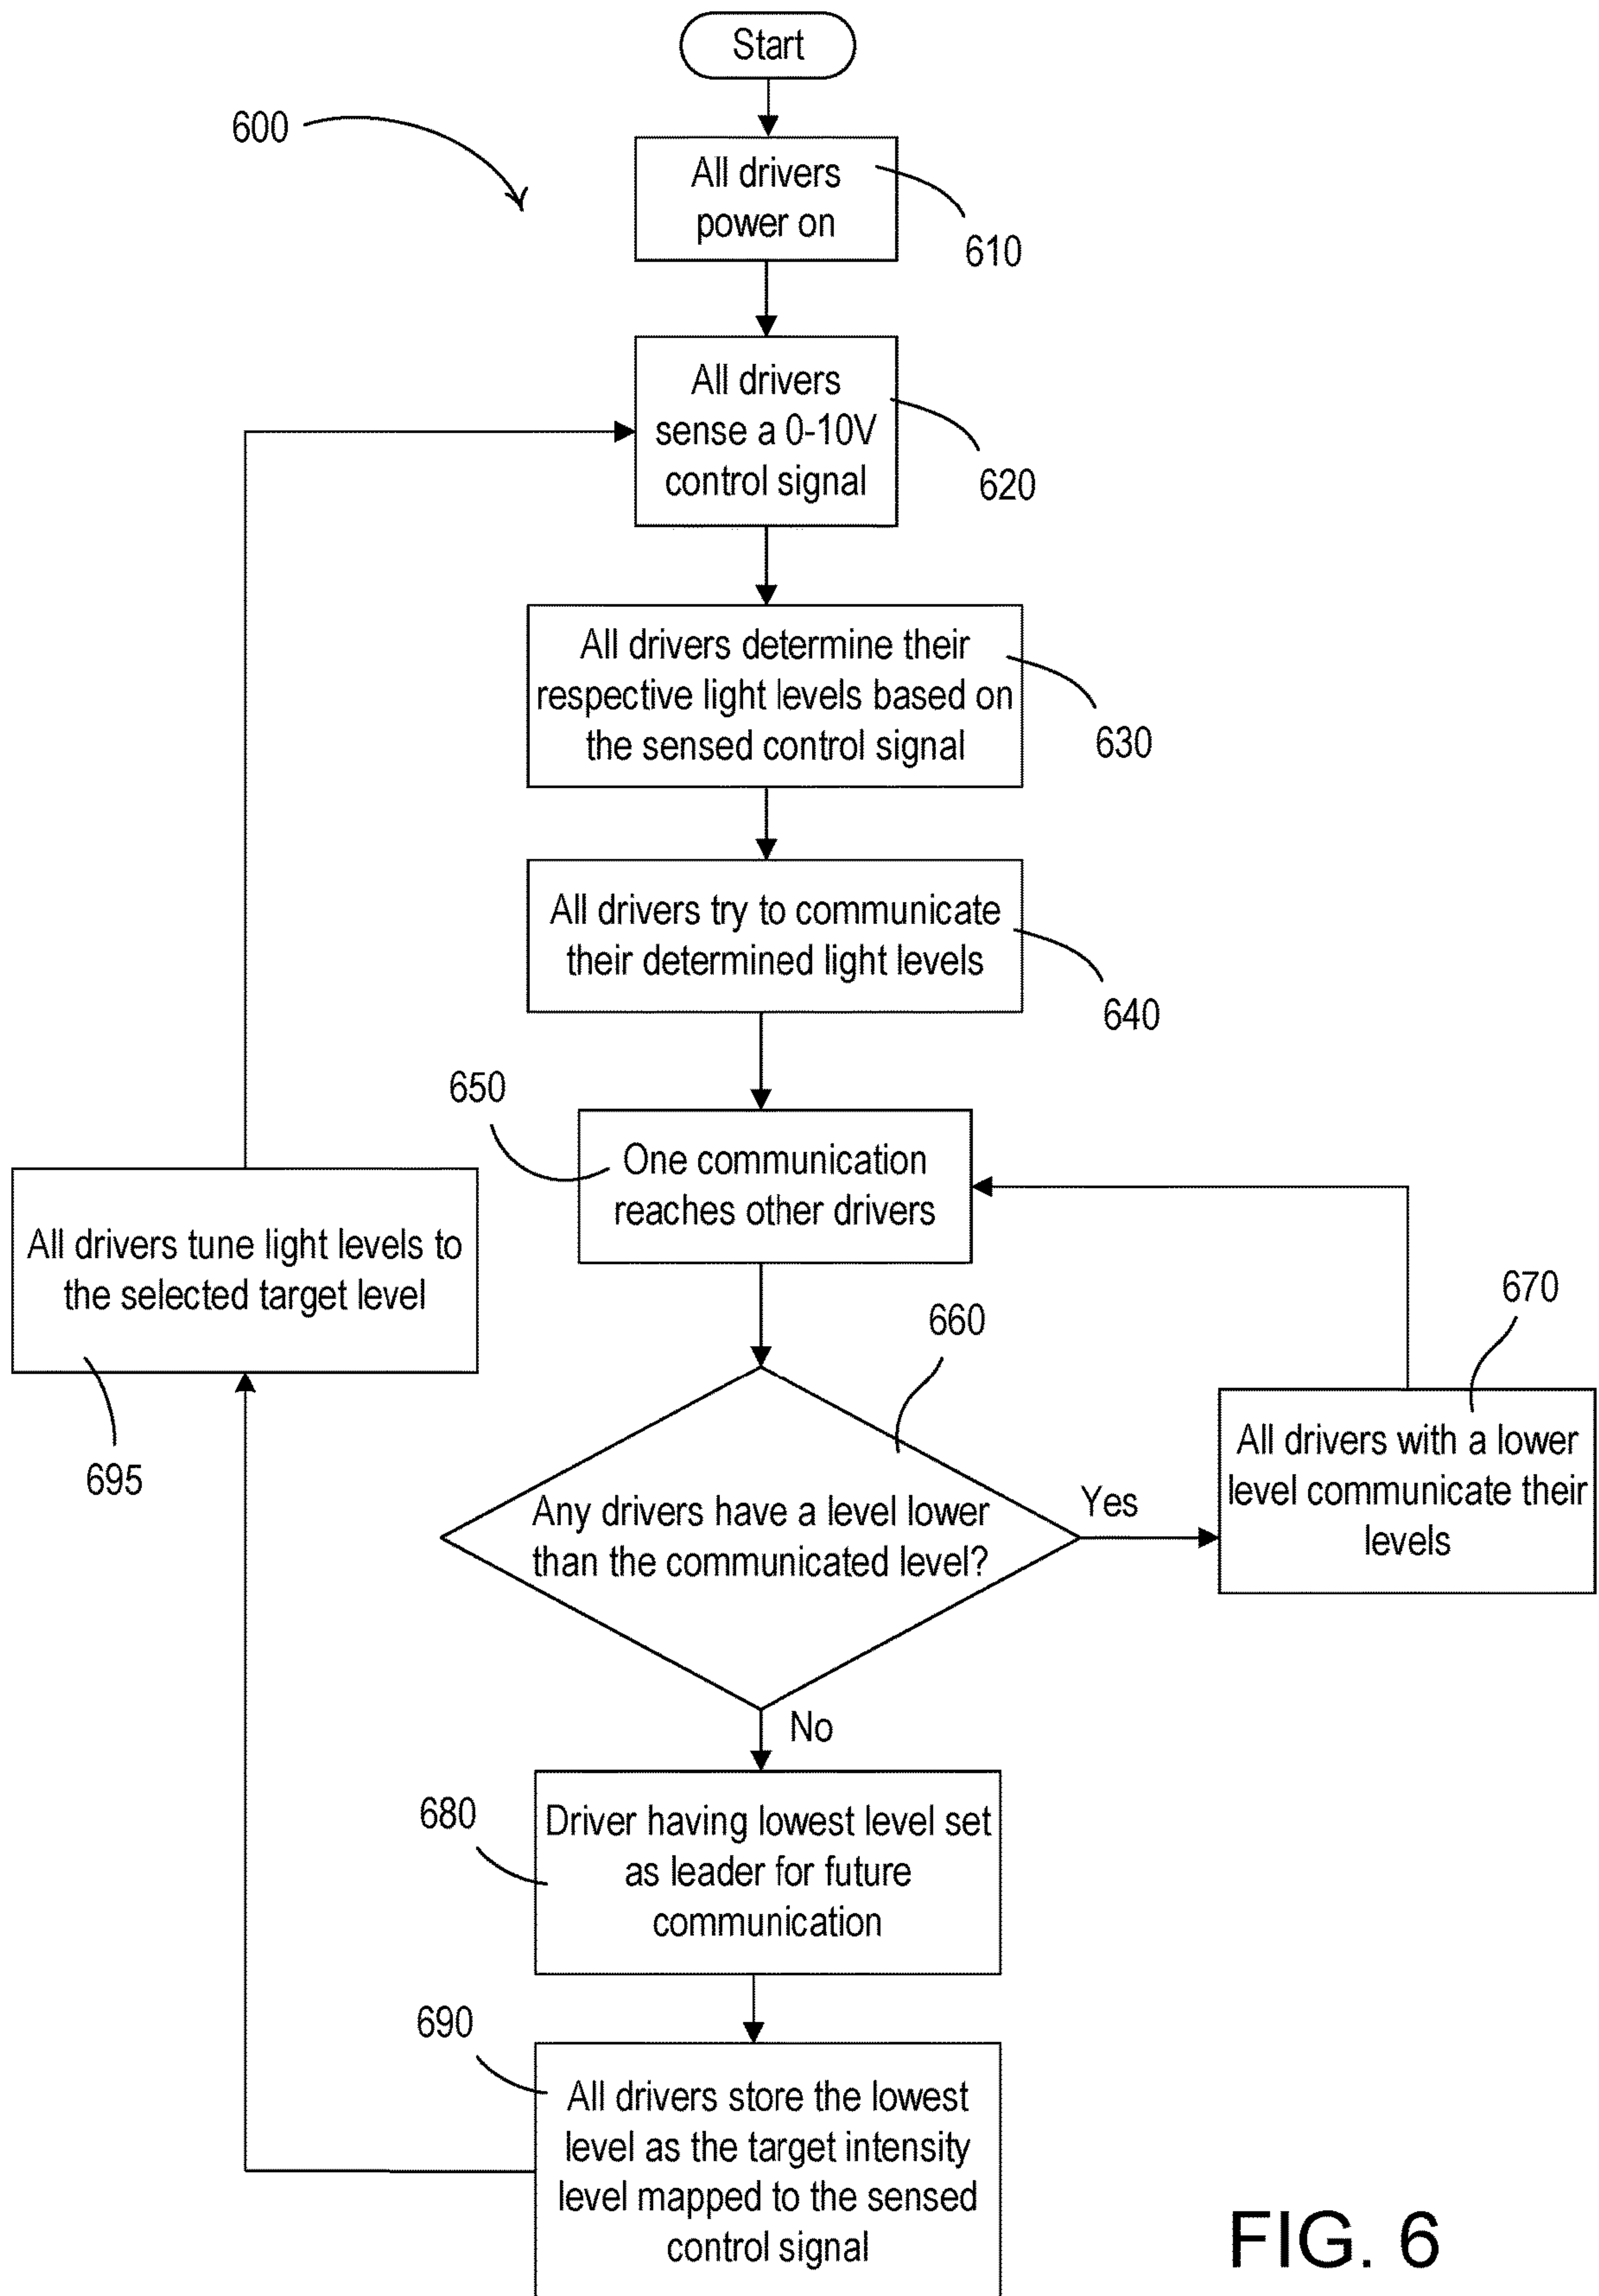 Start
600
All drivers
power on
610
All drivers
sense a 0-10V
control signal
620
All drivers determine their
respective light levels based on
the sensed control signal
630
All drivers try to communicate
their determined light levels
640
650
One communication
reaches other drivers
All drivers tune light levels to
the selected target level
695
660
670
Any drivers have a level lower
than the communicated level?
Yes
All drivers with a lower
level communicate their
levels
No
680
Driver having lowest level set
as leader for future
communication
690
All drivers store the lowest
level as the target intensity
level mapped to the sensed
control signal
FIG. 6